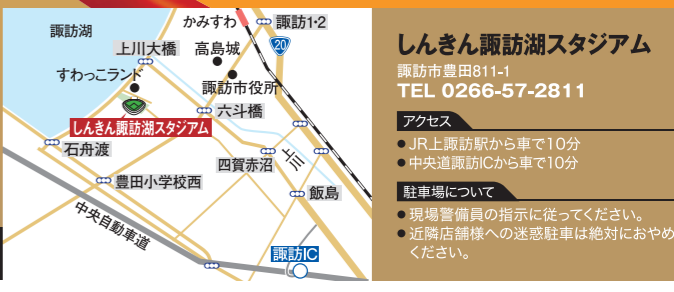 かみすわ
諏訪1・2
諏訪湖
20
上川大橋
高島城
すわっこランド
諏訪市役所
六斗橋
しんきん諏訪湖スタジアム
石舟渡
四賀赤沼
上川
豊田小学校西
飯島
中央自動車道
諏訪IC
しんきん諏訪湖スタジアム
諏訪市豊田811-1
TEL 0266-57-2811
アクセス
●JR上諏訪駅から車で10分
●中央道諏訪ICから車で10分
駐車場について
●現場警備員の指示に従ってください。
●近隣店舗様への迷惑駐車は絶対におやめ
ください。